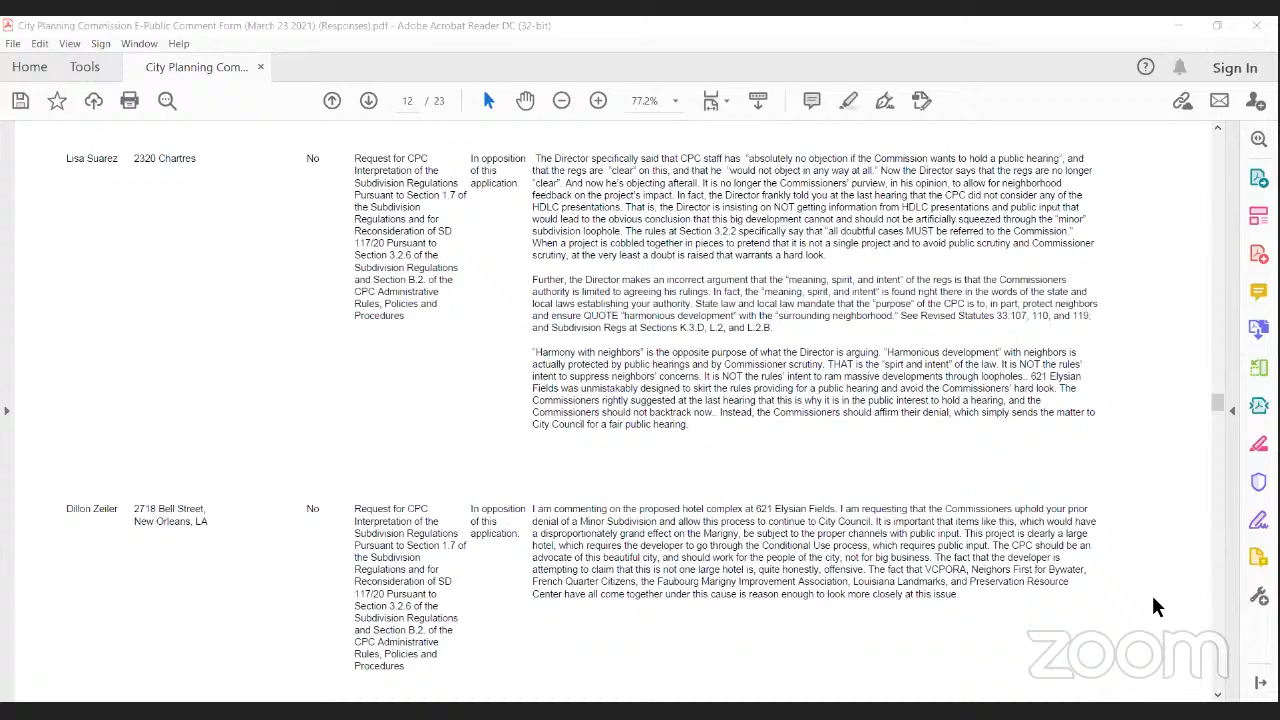 City Planning Commission E-Public Comment Form (March 23 2021) (Responses).pdf - Adobe Acrobat Reader DC (32-bit)
File Edit View Sign Window Help
Home Tools City Planning Com... × Sign In
12 / 23 77.2%
Lisa Suarez
2320 Chartres
No
Request for CPC
Interpretation of the
Subdivision Regulations
Pursuant to Section 1.7 of
the Subdivision
Regulations and for
Reconsideration of SD
117/20 Pursuant to
Section 3.2.6 of the
Subdivision Regulations
and Section B.2. of the
CPC Administrative
Rules, Policies and
Procedures
In opposition
of this
application.
The Director specifically said that CPC staff has "absolutely no objection if the Commission wants to hold a public hearing", and
that the regs are "clear" on this, and that he "would not object in any way at all." Now the Director says that the regs are no longer
"clear". And now he's objecting afterall. It is no longer the Commissioners' purview, in his opinion, to allow for neighborhood
feedback on the project's impact. In fact, the Director frankly told you at the last hearing that the CPC did not consider any of the
HDLC presentations. That is, the Director is insisting on NOT getting information from HDLC presentations and public input that
would lead to the obvious conclusion that this big development cannot and should not be artificially squeezed through the "minor"
subdivision loophole. The rules at Section 3.2.2 specifically say that "all doubtful cases MUST be referred to the Commission."
When a project is cobbled together in pieces to pretend that it is not a single project and to avoid public scrutiny and Commissioner
scrutiny, at the very least a doubt is raised that warrants a hard look.
Further, the Director makes an incorrect argument that the "meaning, spirit, and intent" of the regs is that the Commissioners
authority is limited to agreeing his rulings. In fact, the "meaning, spirit, and intent" is found right there in the words of the state and
local laws establishing your authority. State law and local law mandate that the "purpose" of the CPC is to, in part, protect neighbors
and ensure QUOTE "harmonious development" with the "surrounding neighborhood." See Revised Statutes 33:107, 110, and 119;
and Subdivision Regs at Sections K.3.D, L.2, and L.2.B.
"Harmony with neighbors" is the opposite purpose of what the Director is arguing. "Harmonious development" with neighbors is
actually protected by public hearings and by Commissioner scrutiny. THAT is the "spirt and intent" of the law. It is NOT the rules'
intent to suppress neighbors' concerns. It is NOT the rules' intent to ram massive developments through loopholes.. 621 Elysian
Fields was unmistakably designed to skirt the rules providing for a public hearing and avoid the Commissioners' hard look. The
Commissioners rightly suggested at the last hearing that this is why it is in the public interest to hold a hearing, and the
Commissioners should not backtrack now.. Instead, the Commissioners should affirm their denial, which simply sends the matter to
City Council for a fair public hearing.
Dillon Zeiler
2718 Bell Street,
New Orleans, LA
No
Request for CPC
Interpretation of the
Subdivision Regulations
Pursuant to Section 1.7 of
the Subdivision
Regulations and for
Reconsideration of SD
117/20 Pursuant to
Section 3.2.6 of the
Subdivision Regulations
and Section B.2. of the
CPC Administrative
Rules, Policies and
Procedures
In opposition
of this
application.
I am commenting on the proposed hotel complex at 621 Elysian Fields. I am requesting that the Commissioners uphold your prior
denial of a Minor Subdivision and allow this process to continue to City Council. It is important that items like this, which would have
a disproportionately grand effect on the Marigny, be subject to the proper channels with public input. This project is clearly a large
hotel, which requires the developer to go through the Conditional Use process, which requires public input. The CPC should be an
advocate of this beautiful city, and should work for the people of the city, not for big business. The fact that the developer is
attempting to claim that this is not one large hotel is, quite honestly, offensive. The fact that VCPORA, Neighors First for Bywater,
French Quarter Citizens, the Faubourg Marigny Improvement Association, Louisiana Landmarks, and Preservation Resource
Center have all come together under this cause is reason enough to look more closely at this issue.
zoom